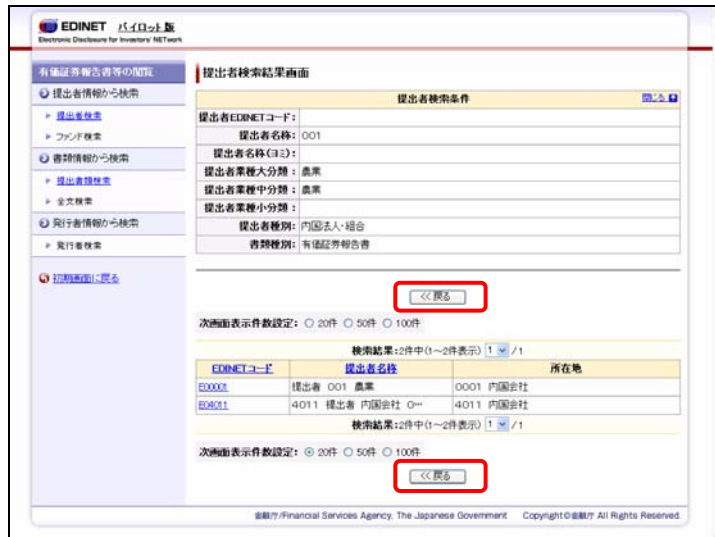 EDINET パイロット版
Electronic Disclosure for Investors' NETwork
有価証券報告書等の閲覧
提出者情報から検索
提出者検索
ファンド検索
書類情報から検索
提出書類検索
全文検索
発行者情報から検索
発行者検索
初期画面に戻る
提出者検索結果画面
提出者検索条件 閉じる
提出者EDINETコード:
提出者名称: 001
提出者名称(ヨミ):
提出者業種大分類: 農業
提出者業種中分類: 農業
提出者業種小分類:
提出者種別: 内国法人・組合
書類種別: 有価証券報告書
<<戻る
次画面表示件数設定: 20件 50件 100件
検索結果:2件中(1～2件表示) 1 /1
EDINETコード 提出者名称 所在地
E00001 提出者 001 農業 0001 内国会社
E04011 4011 提出者 内国会社 0… 4011 内国会社
検索結果:2件中(1～2件表示) 1 /1
次画面表示件数設定: 20件 50件 100件
<<戻る
金融庁/Financial Services Agency, The Japanese Government Copyright©金融庁 All Rights Reserved.